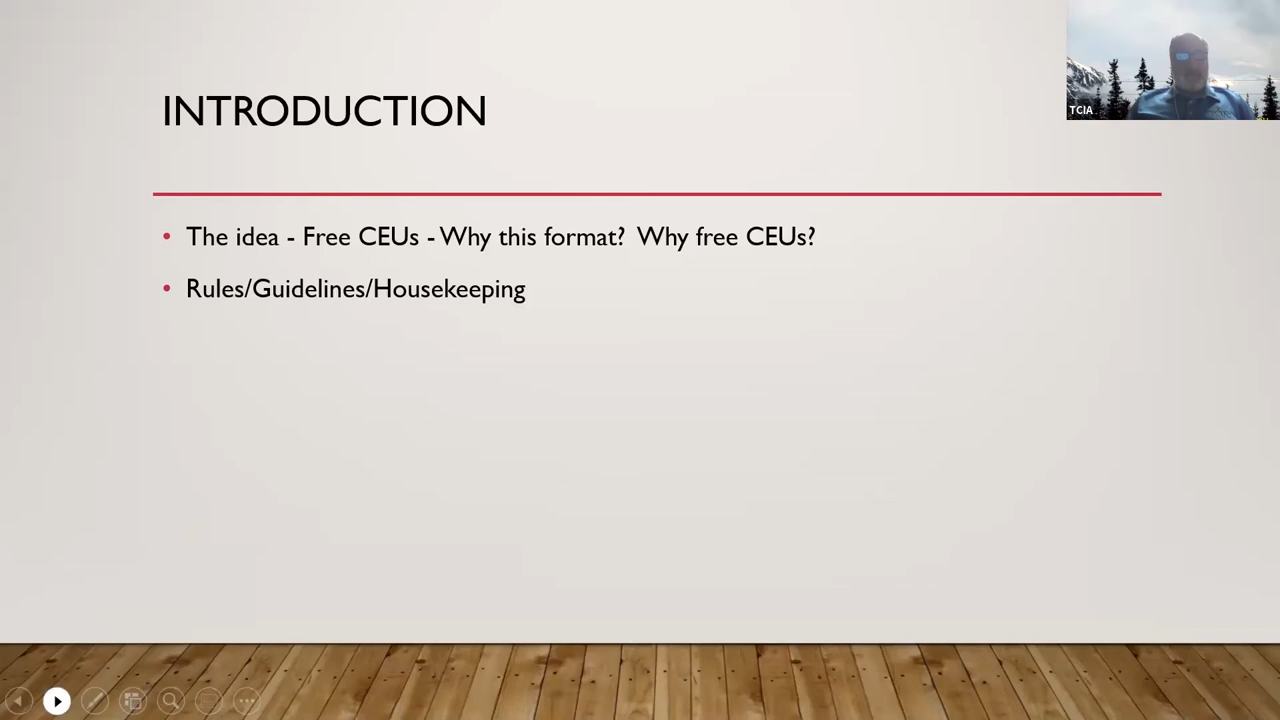 TCIA
INTRODUCTION
• The idea - Free CEUs - Why this format?  Why free CEUs?
• Rules/Guidelines/Housekeeping